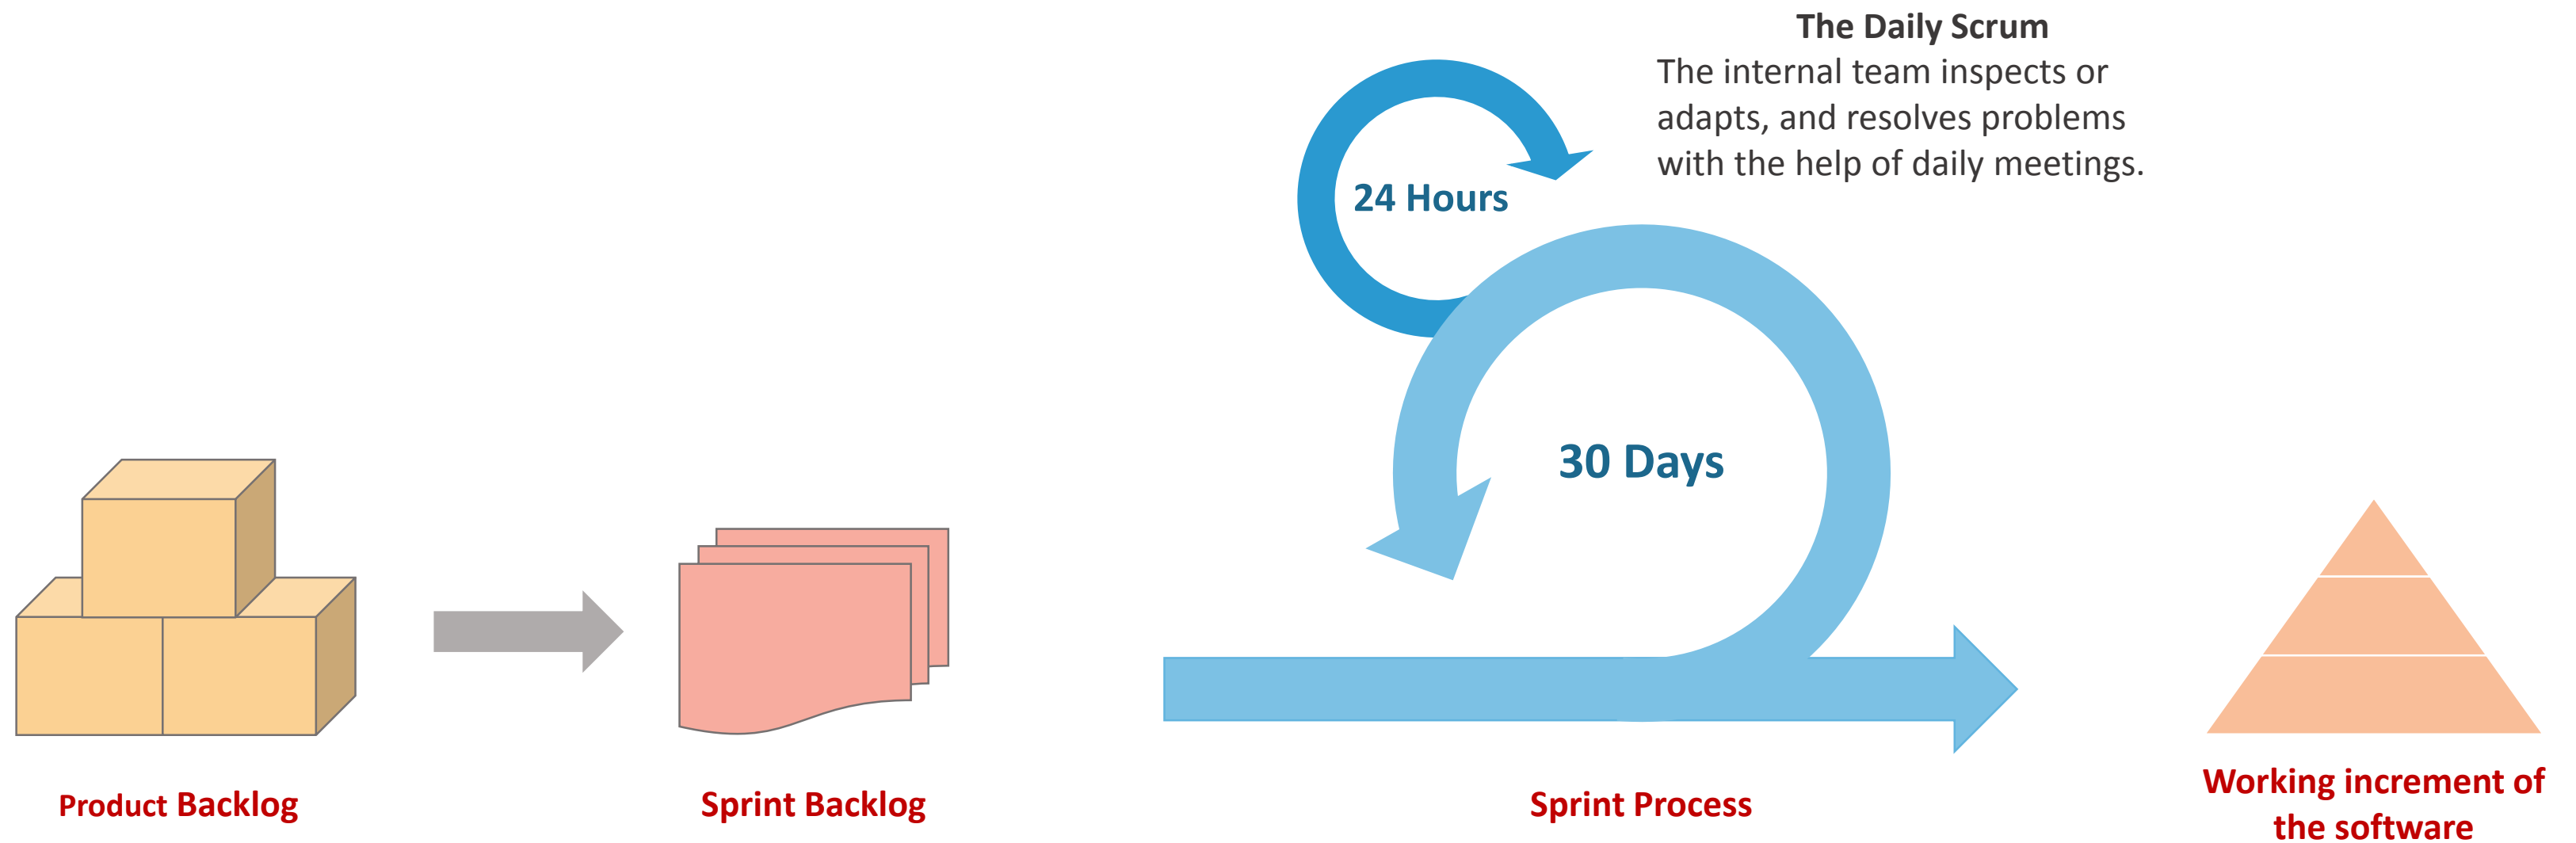 The Daily Scrum
The internal team inspects or
adapts, and resolves problems
with the help of daily meetings.
24 Hours
30 Days
Product Backlog
Sprint Backlog
Sprint Process
Working increment of
the software